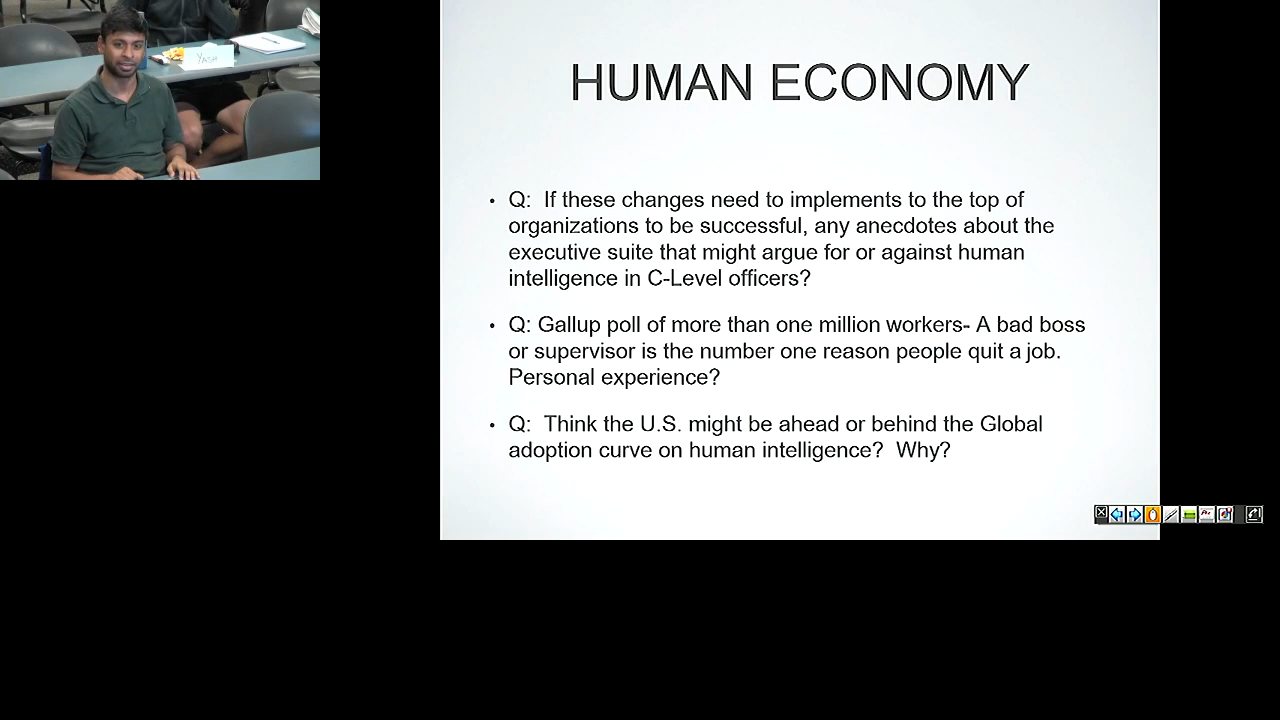 YASH
HUMAN ECONOMY
• Q: If these changes need to implements to the top of
organizations to be successful, any anecdotes about the
executive suite that might argue for or against human
intelligence in C-Level officers?
• Q: Gallup poll of more than one million workers- A bad boss
or supervisor is the number one reason people quit a job.
Personal experience?
• Q: Think the U.S. might be ahead or behind the Global
adoption curve on human intelligence? Why?